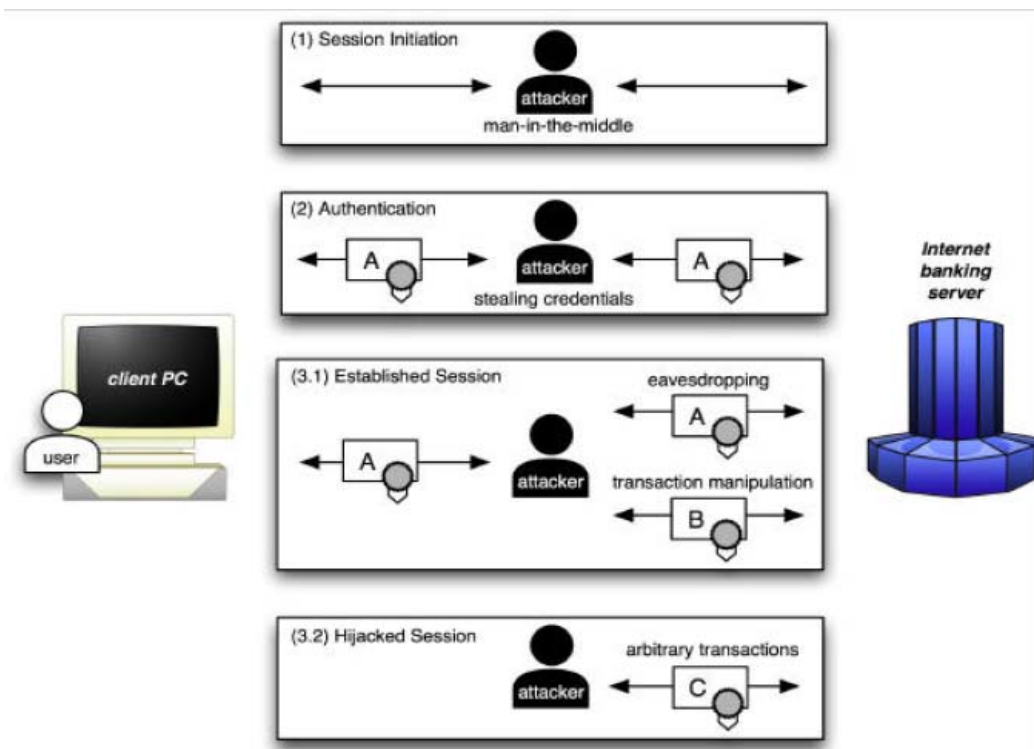 (1) Session Initiation
attacker
man-in-the-middle
(2) Authentication
A
attacker
A
stealing credentials
Internet
banking
server
client PC
user
(3.1) Established Session
eavesdropping
A
A
attacker
transaction manipulation
B
(3.2) Hijacked Session
arbitrary transactions
attacker
C